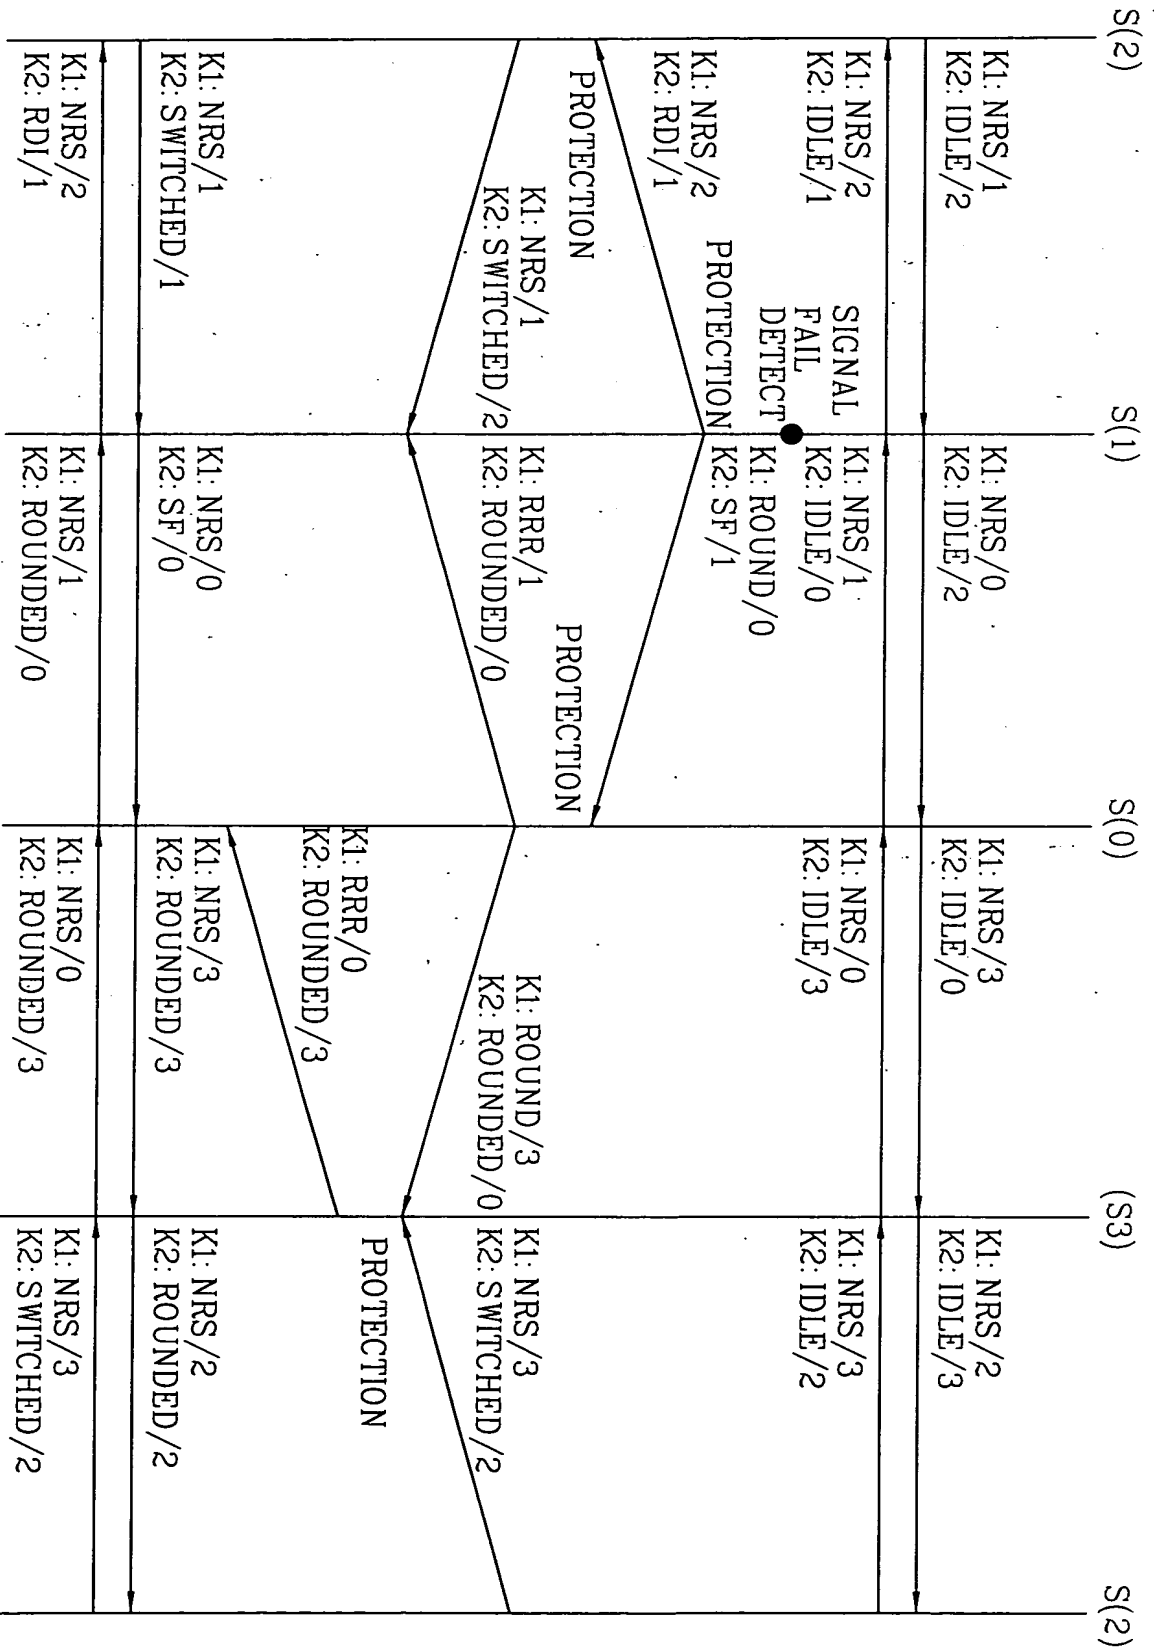 S(2)
S(1)
S(0)
(S3)
S(2)
K1: NRS/1
K2: IDLE/2
K1: NRS/0
K2: IDLE/2
K1: NRS/3
K2: IDLE/0
K1: NRS/2
K2: IDLE/3
K1: NRS/2
K2: IDLE/1
K1: NRS/1
K2: IDLE/0
K1: NRS/0
K2: IDLE/3
K1: NRS/3
K2: IDLE/2
SIGNAL
FAIL
DETECT
K1: ROUND/0
K2: SF/1
PROTECTION
K1: NRS/2
K2: RDI/1
PROTECTION
PROTECTION
K1: NRS/1
K2: SWITCHED/2
K1: RRR/1
K2: ROUNDED/0
K1: ROUND/3
K2: ROUNDED/0
K1: NRS/3
K2: SWITCHED/2
PROTECTION
K1: RRR/0
K2: ROUNDED/3
K1: NRS/1
K2: SWITCHED/1
K1: NRS/0
K2: SF/0
K1: NRS/3
K2: ROUNDED/3
K1: NRS/2
K2: ROUNDED/2
K1: NRS/2
K2: RDI/1
K1: NRS/1
K2: ROUNDED/0
K1: NRS/0
K2: ROUNDED/3
K1: NRS/3
K2: SWITCHED/2